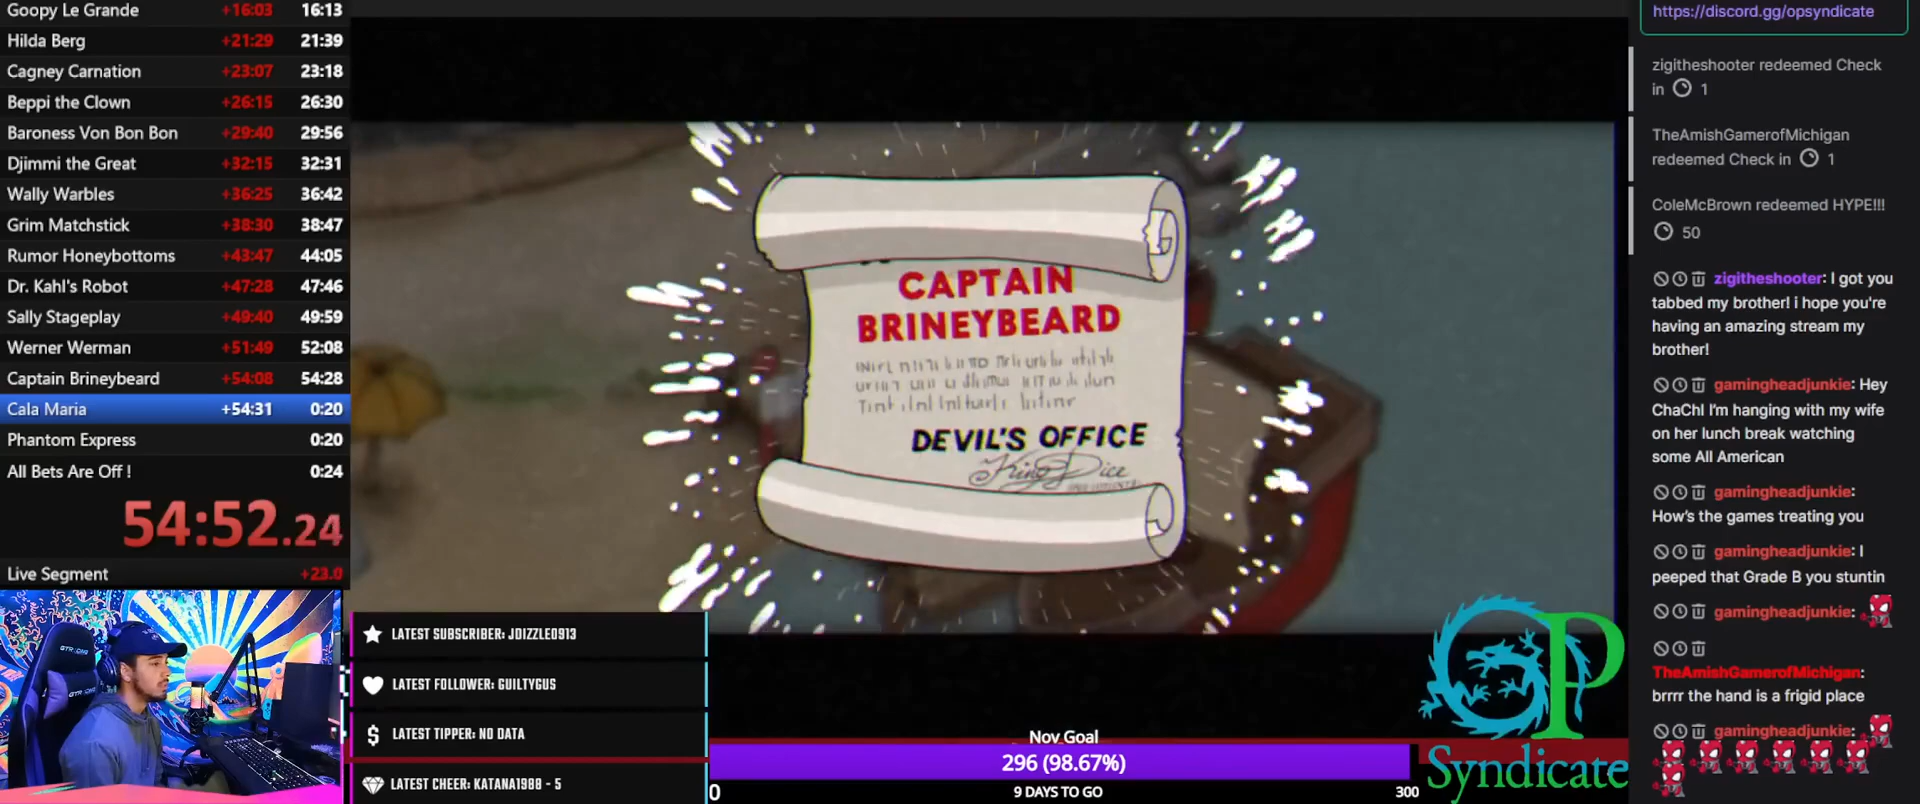 Goopy Le Grande +16:03 16:13
Hilda Berg +21:29 21:39
Cagney Carnation +23:07 23:18
Beppi the Clown +26:15 26:30
Baroness Von Bon Bon +29:40 29:56
Djimmi the Great +32:15 32:31
Wally Warbles +36:25 36:42
Grim Matchstick +38:30 38:47
Rumor Honeybottoms +43:47 44:05
Dr. Kahl's Robot +47:28 47:46
Sally Stageplay +49:40 49:59
Werner Werman +51:49 52:08
Captain Brineybeard +54:08 54:28
Cala Maria +54:31 0:20
Phantom Express 0:20
All Bets Are Off ! 0:24
54:52.24
Live Segment +23.0
GTRACING
CAPTAIN
BRINEYBEARD
DEVIL'S OFFICE
King Dice
LATEST SUBSCRIBER: JDIZZLE0913
LATEST FOLLOWER: GUILTYGUS
LATEST TIPPER: NO DATA
LATEST CHEER: KATANA1988 - 5
Nov Goal
296 (98.67%)
0 9 DAYS TO GO 300
OP
Syndicate
https://discord.gg/opsyndicate
zigitheshooter redeemed Check
in 1
TheAmishGamerofMichigan
redeemed Check in 1
ColeMcBrown redeemed HYPE!!!
50
zigitheshooter: I got you
tabbed my brother! i hope you're
having an amazing stream my
brother!
gamingheadjunkie: Hey
ChaChI I'm hanging with my wife
on her lunch break watching
some All American
gamingheadjunkie:
How's the games treating you
gamingheadjunkie: I
peeped that Grade B you stuntin
gamingheadjunkie:
TheAmishGamerofMichigan:
brrrr the hand is a frigid place
gamingheadjunkie: